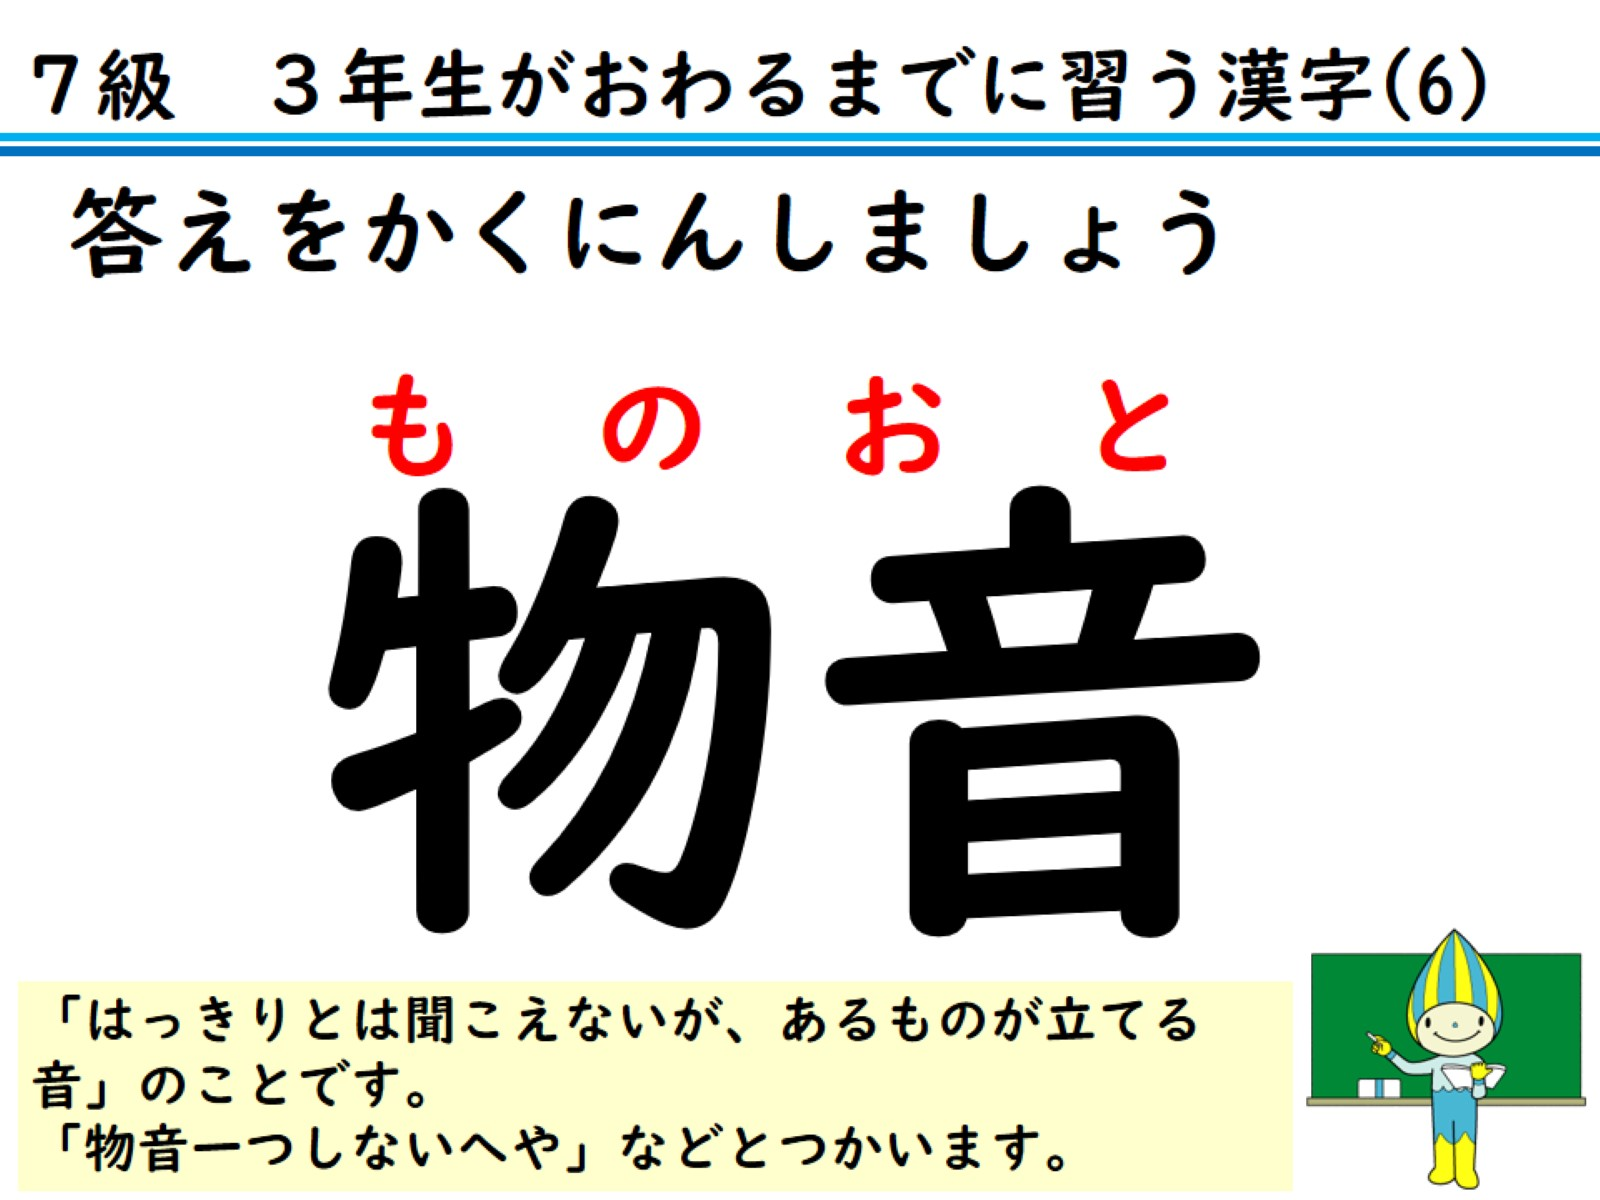 ７級　３年生がおわるまでに習う漢字(6)
答えをかくにんしましょう
ものおと
物音
「はっきりとは聞こえないが、あるものが立てる
音」のことです。
「物音一つしないへや」などとつかいます。